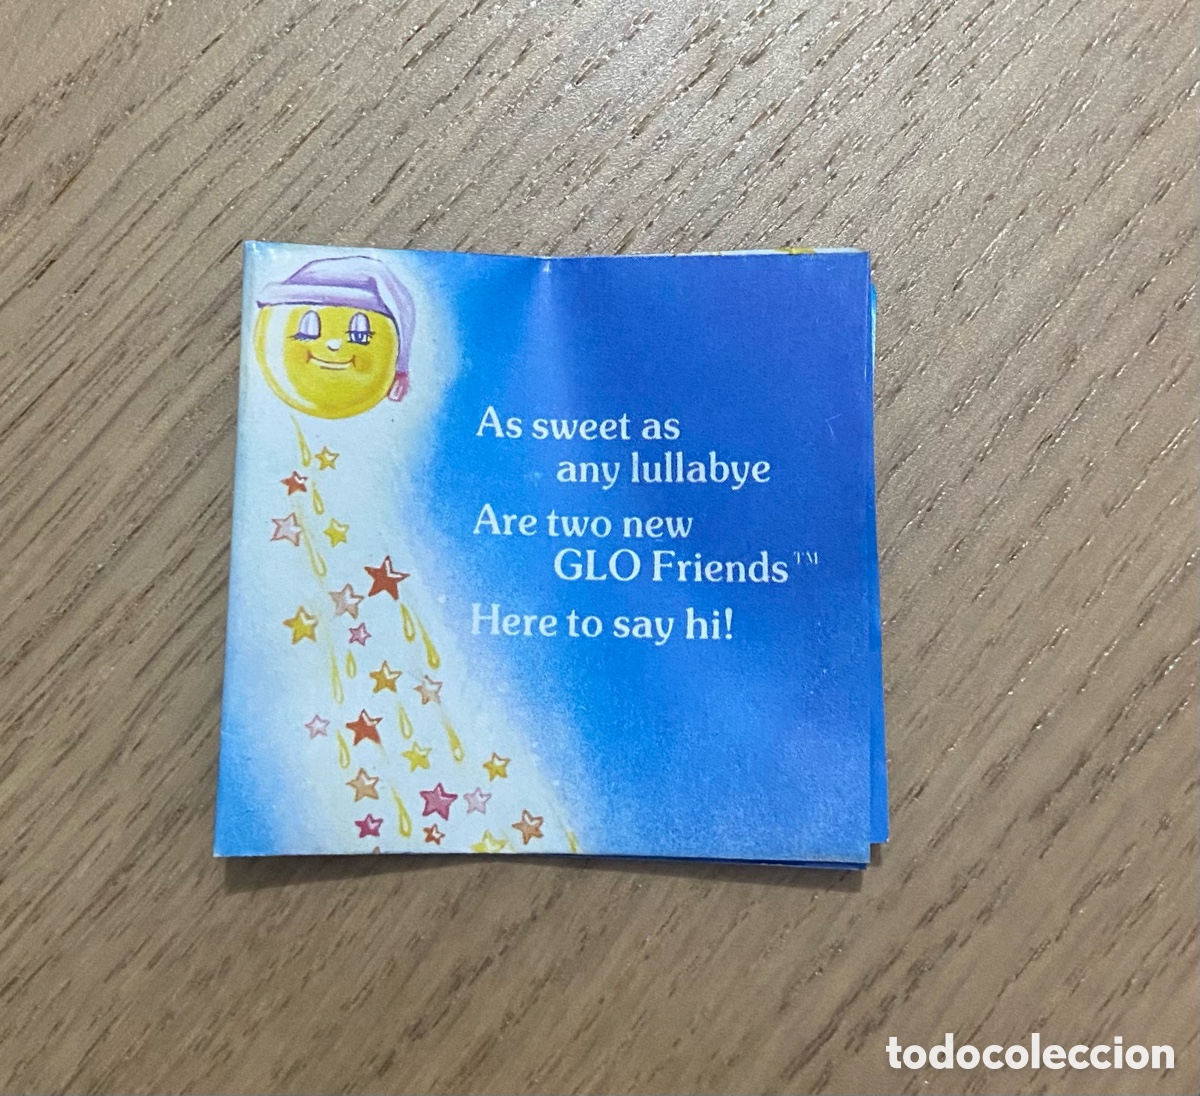 As sweet as
any lullabye
Are two new
GLO Friends™
Here to say hi!
todocoleccion